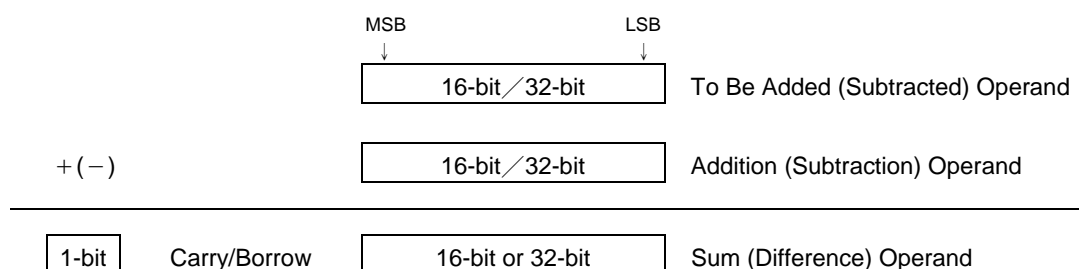 MSB LSB
↓ ↓
16-bit／32-bit To Be Added (Subtracted) Operand
+(−) 16-bit／32-bit Addition (Subtraction) Operand
1-bit Carry/Borrow 16-bit or 32-bit Sum (Difference) Operand